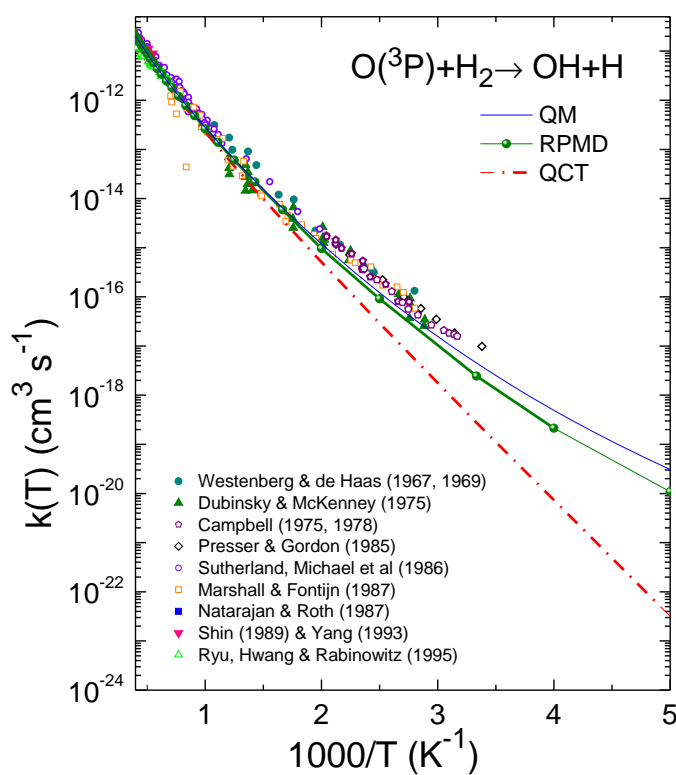 O(³P)+H₂→ OH+H
QM
RPMD
QCT
k(T) (cm³ s⁻¹)
10⁻¹²
10⁻¹⁴
10⁻¹⁶
10⁻¹⁸
10⁻²⁰
10⁻²²
10⁻²⁴
Westenberg & de Haas (1967, 1969)
Dubinsky & McKenney (1975)
Campbell (1975, 1978)
Presser & Gordon (1985)
Sutherland, Michael et al (1986)
Marshall & Fontijn (1987)
Natarajan & Roth (1987)
Shin (1989) & Yang (1993)
Ryu, Hwang & Rabinowitz (1995)
1 2 3 4 5
1000/T (K⁻¹)